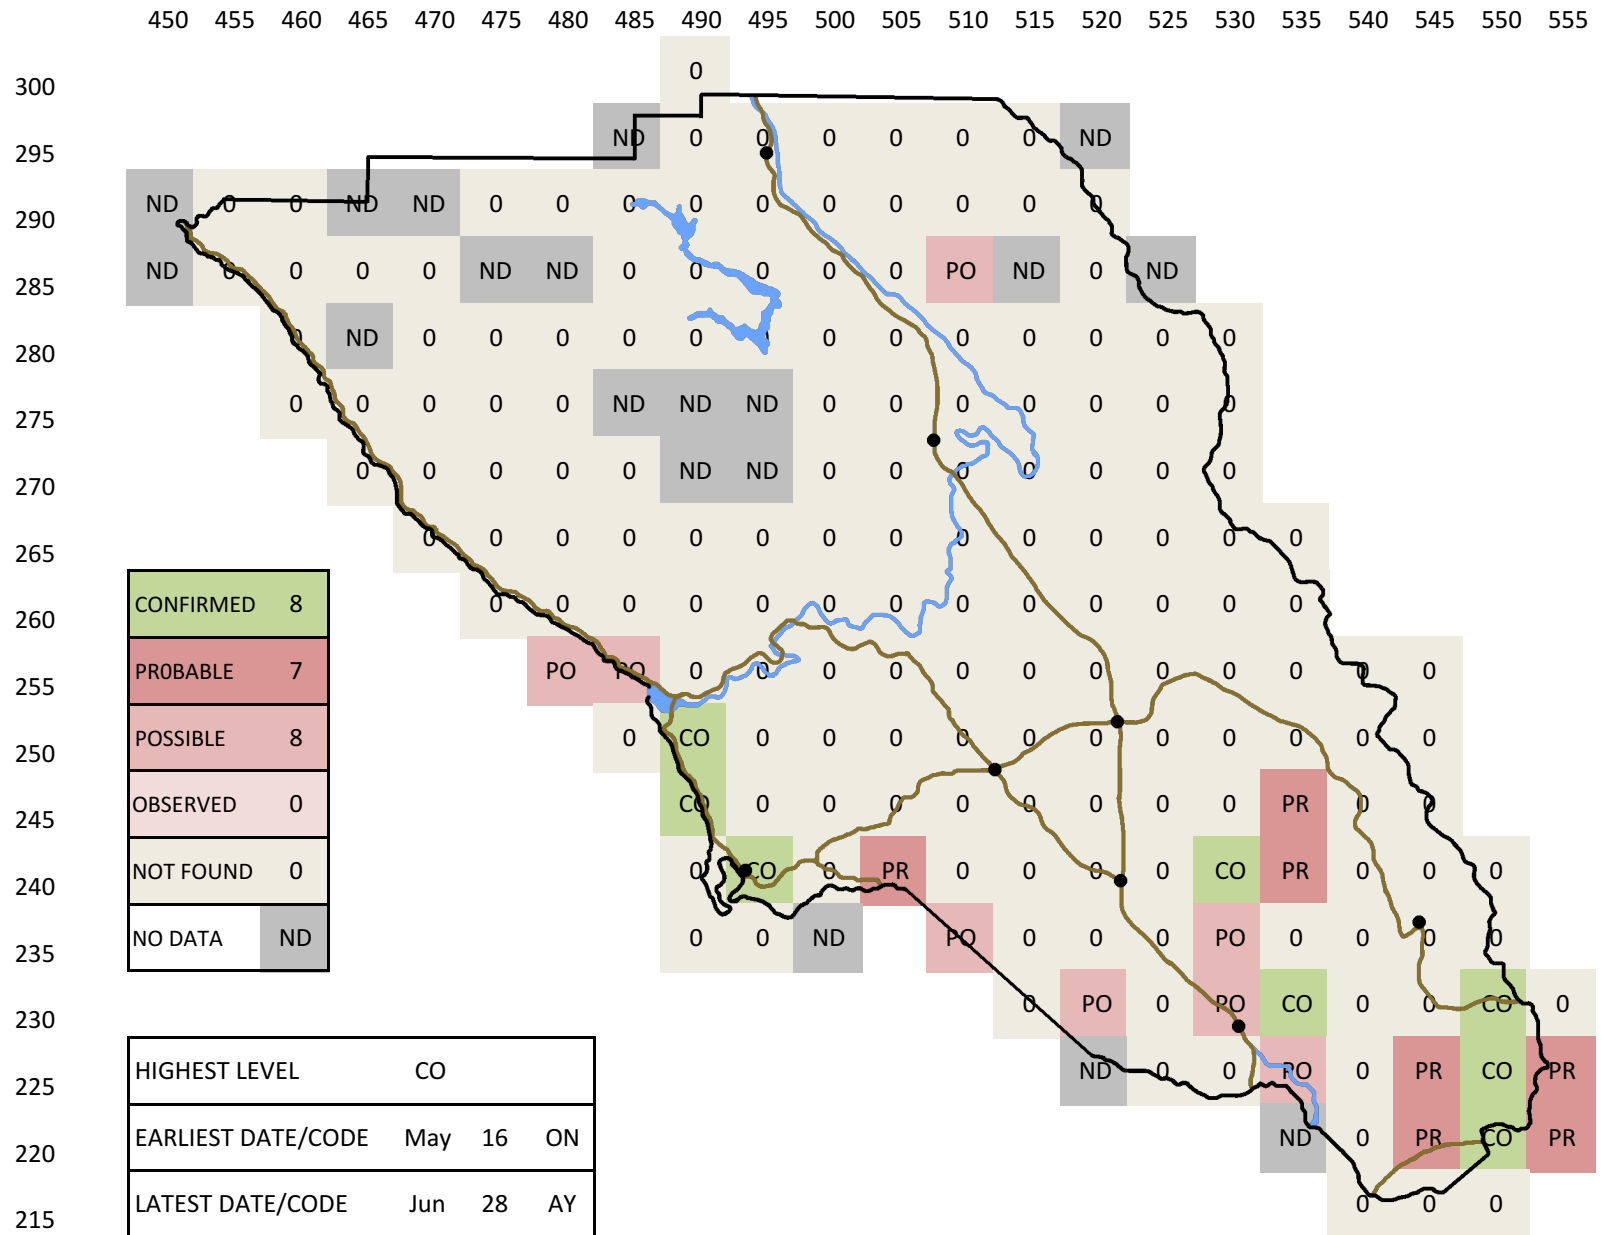 450 455 460 465 470 475 480 485 490 495 500 505 510 515 520 525 530 535 540 545 550 555
0
300
ND 0 0 0 0 0 0 ND
295
ND 0 0 ND ND 0 0 0 0 0 0 0 0 0 0
290
ND 0 0 0 0 ND ND 0 0 0 0 0 PO ND 0 ND
285
0 ND 0 0 0 0 0 0 0 0 0 0 0 0 0
280
0 0 0 0 0 ND ND ND 0 0 0 0 0 0 0
275
0 0 0 0 0 ND ND 0 0 0 0 0 0 0
270
0 0 0 0 0 0 0 0 0 0 0 0 0 0
265
0 0 0 0 0 0 0 0 0 0 0 0 0
CONFIRMED 8
260
PO PO 0 0 0 0 0 0 0 0 0 0 0 0
PR0BABLE 7
255
0 CO 0 0 0 0 0 0 0 0 0 0 0
POSSIBLE 8
250
CO 0 0 0 0 0 0 0 0 PR 0 0
OBSERVED 0
245
0 CO 0 PR 0 0 0 0 CO PR 0 0 0
NOT FOUND 0
240
0 0 ND PO 0 0 0 PO 0 0 0 0
NO DATA ND
235
0 PO 0 PO CO 0 0 CO 0
230
ND 0 0 PO 0 PR CO PR
HIGHEST LEVEL CO
225
ND 0 PR CO PR
EARLIEST DATE/CODE May 16 ON
220
0 0 0
LATEST DATE/CODE Jun 28 AY
215